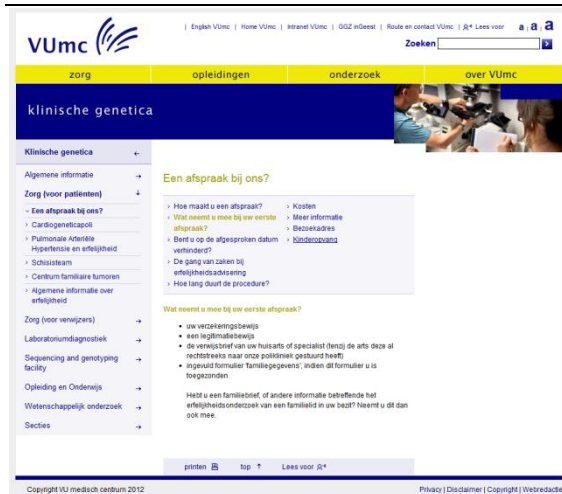 | English VUmc | Home VUmc | Intranet VUmc | GGZ inGeest | Route en contact VUmc | Lees voor a | a | a
VUmc
Zoeken
zorg opleidingen onderzoek over VUmc
klinische genetica
Klinische genetica
Algemene informatie
Zorg (voor patiënten)
Een afspraak bij ons?
Cardiogeneticapoli
Pulmonale Arteriële
Hypertensie en erfelijkheid
Schisisteam
Centrum familiaire tumoren
Algemene informatie over
erfelijkheid
Zorg (voor verwijzers)
Laboratoriumdiagnostiek
Sequencing and genotyping
facility
Opleiding en Onderwijs
Wetenschappelijk onderzoek
Secties
Een afspraak bij ons?
Hoe maakt u een afspraak?
Wat neemt u mee bij uw eerste
afspraak?
Bent u op de afgesproken datum
verhinderd?
De gang van zaken bij
erfelijkheidsadvisering
Hoe lang duurt de procedure?
Kosten
Meer informatie
Bezoekadres
Kinderopvang
Wat neemt u mee bij uw eerste afspraak?
• uw verzekeringsbewijs
• een legitimatiebewijs
• de verwijsbrief van uw huisarts of specialist (tenzij de arts deze al
rechtstreeks naar onze polikliniek gestuurd heeft)
• ingevuld formulier 'familiegegevens', indien dit formulier u is
toegezonden
Hebt u een familiebrief, of andere informatie betreffende het
erfelijkheidsonderzoek van een familielid in uw bezit? Neemt u dit dan
ook mee.
printen top Lees voor
Copyright VU medisch centrum 2012 Privacy | Disclaimer | Copyright | Webredactie